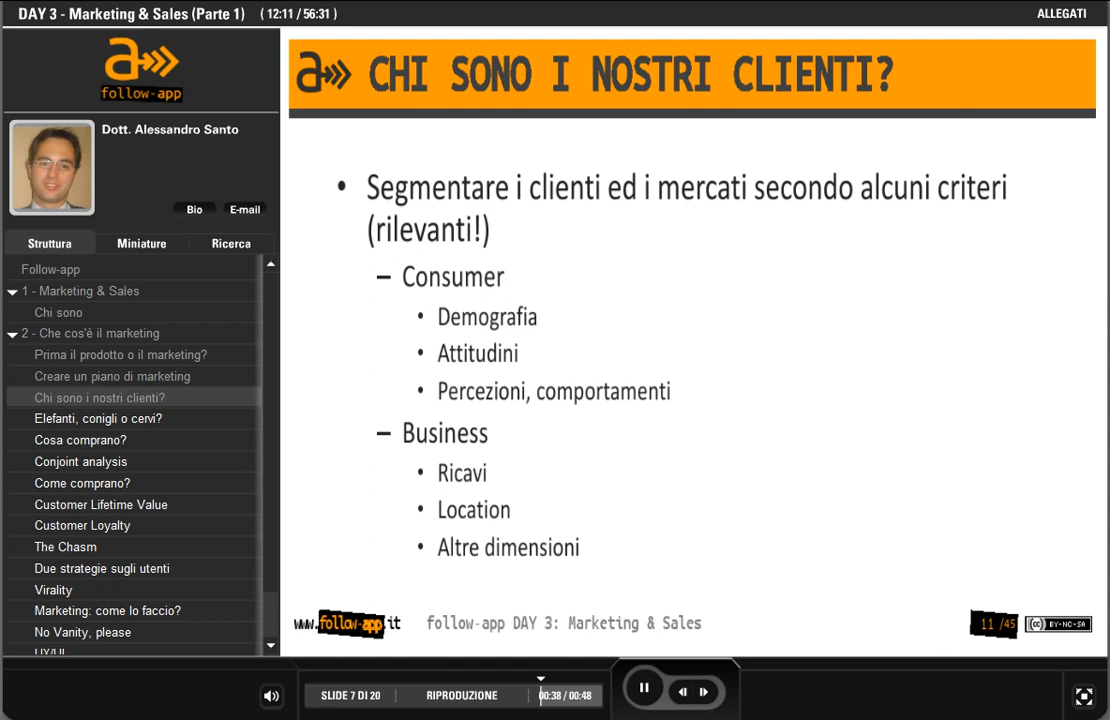 DAY 3 - Marketing & Sales (Parte 1) ( 12:11 / 56:31 )
ALLEGATI
a
follow-app
Dott. Alessandro Santo
Bio
E-mail
Struttura
Miniature
Ricerca
Follow-app
1 - Marketing & Sales
Chi sono
2 - Che cos'è il marketing
Prima il prodotto o il marketing?
Creare un piano di marketing
Chi sono i nostri clienti?
Elefanti, conigli o cervi?
Cosa comprano?
Conjoint analysis
Come comprano?
Customer Lifetime Value
Customer Loyalty
The Chasm
Due strategie sugli utenti
Virality
Marketing: come lo faccio?
No Vanity, please
UX/UI
a CHI SONO I NOSTRI CLIENTI?
• Segmentare i clienti ed i mercati secondo alcuni criteri
(rilevanti!)
– Consumer
• Demografia
• Attitudini
• Percezioni, comportamenti
– Business
• Ricavi
• Location
• Altre dimensioni
www.follow-app.it
follow-app DAY 3: Marketing & Sales
11 /45
cc BY-NC-SA
SLIDE 7 DI 20
RIPRODUZIONE
00:38 / 00:48